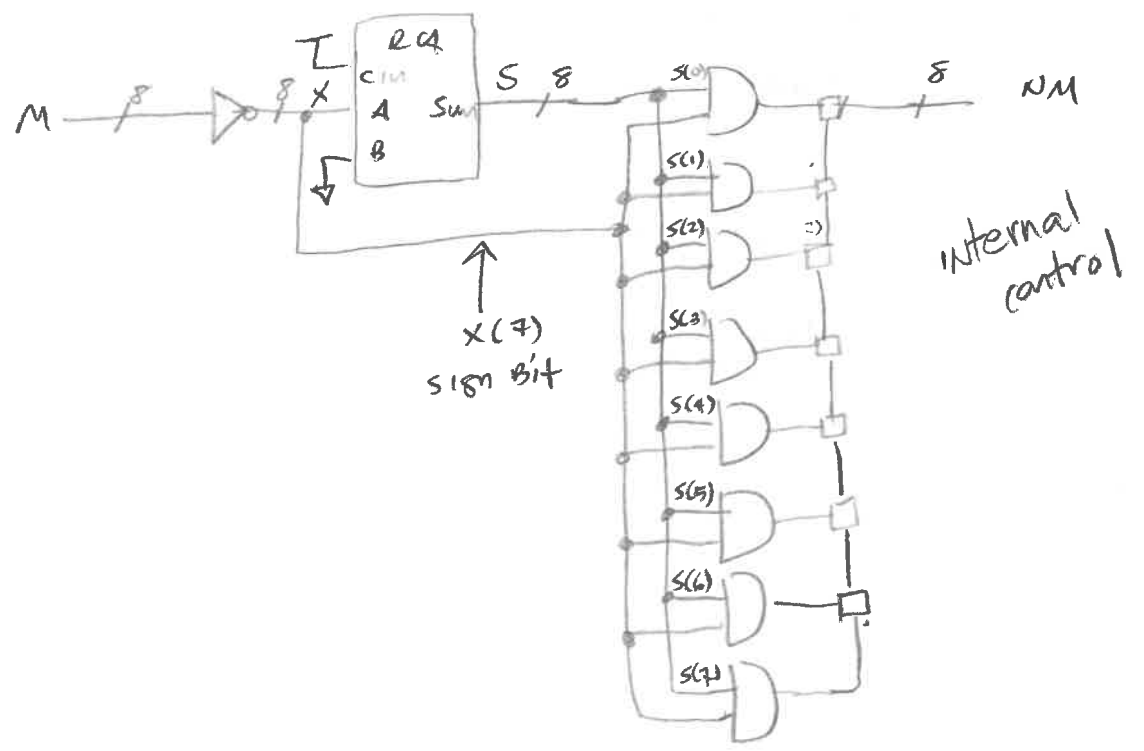 M
8
8
X
RCA
Cin
A
Sum
B
S
8
S(0)
S(1)
S(2)
S(3)
S(4)
S(5)
S(6)
S(7)
8
NM
X(7)
sign Bit
internal
control